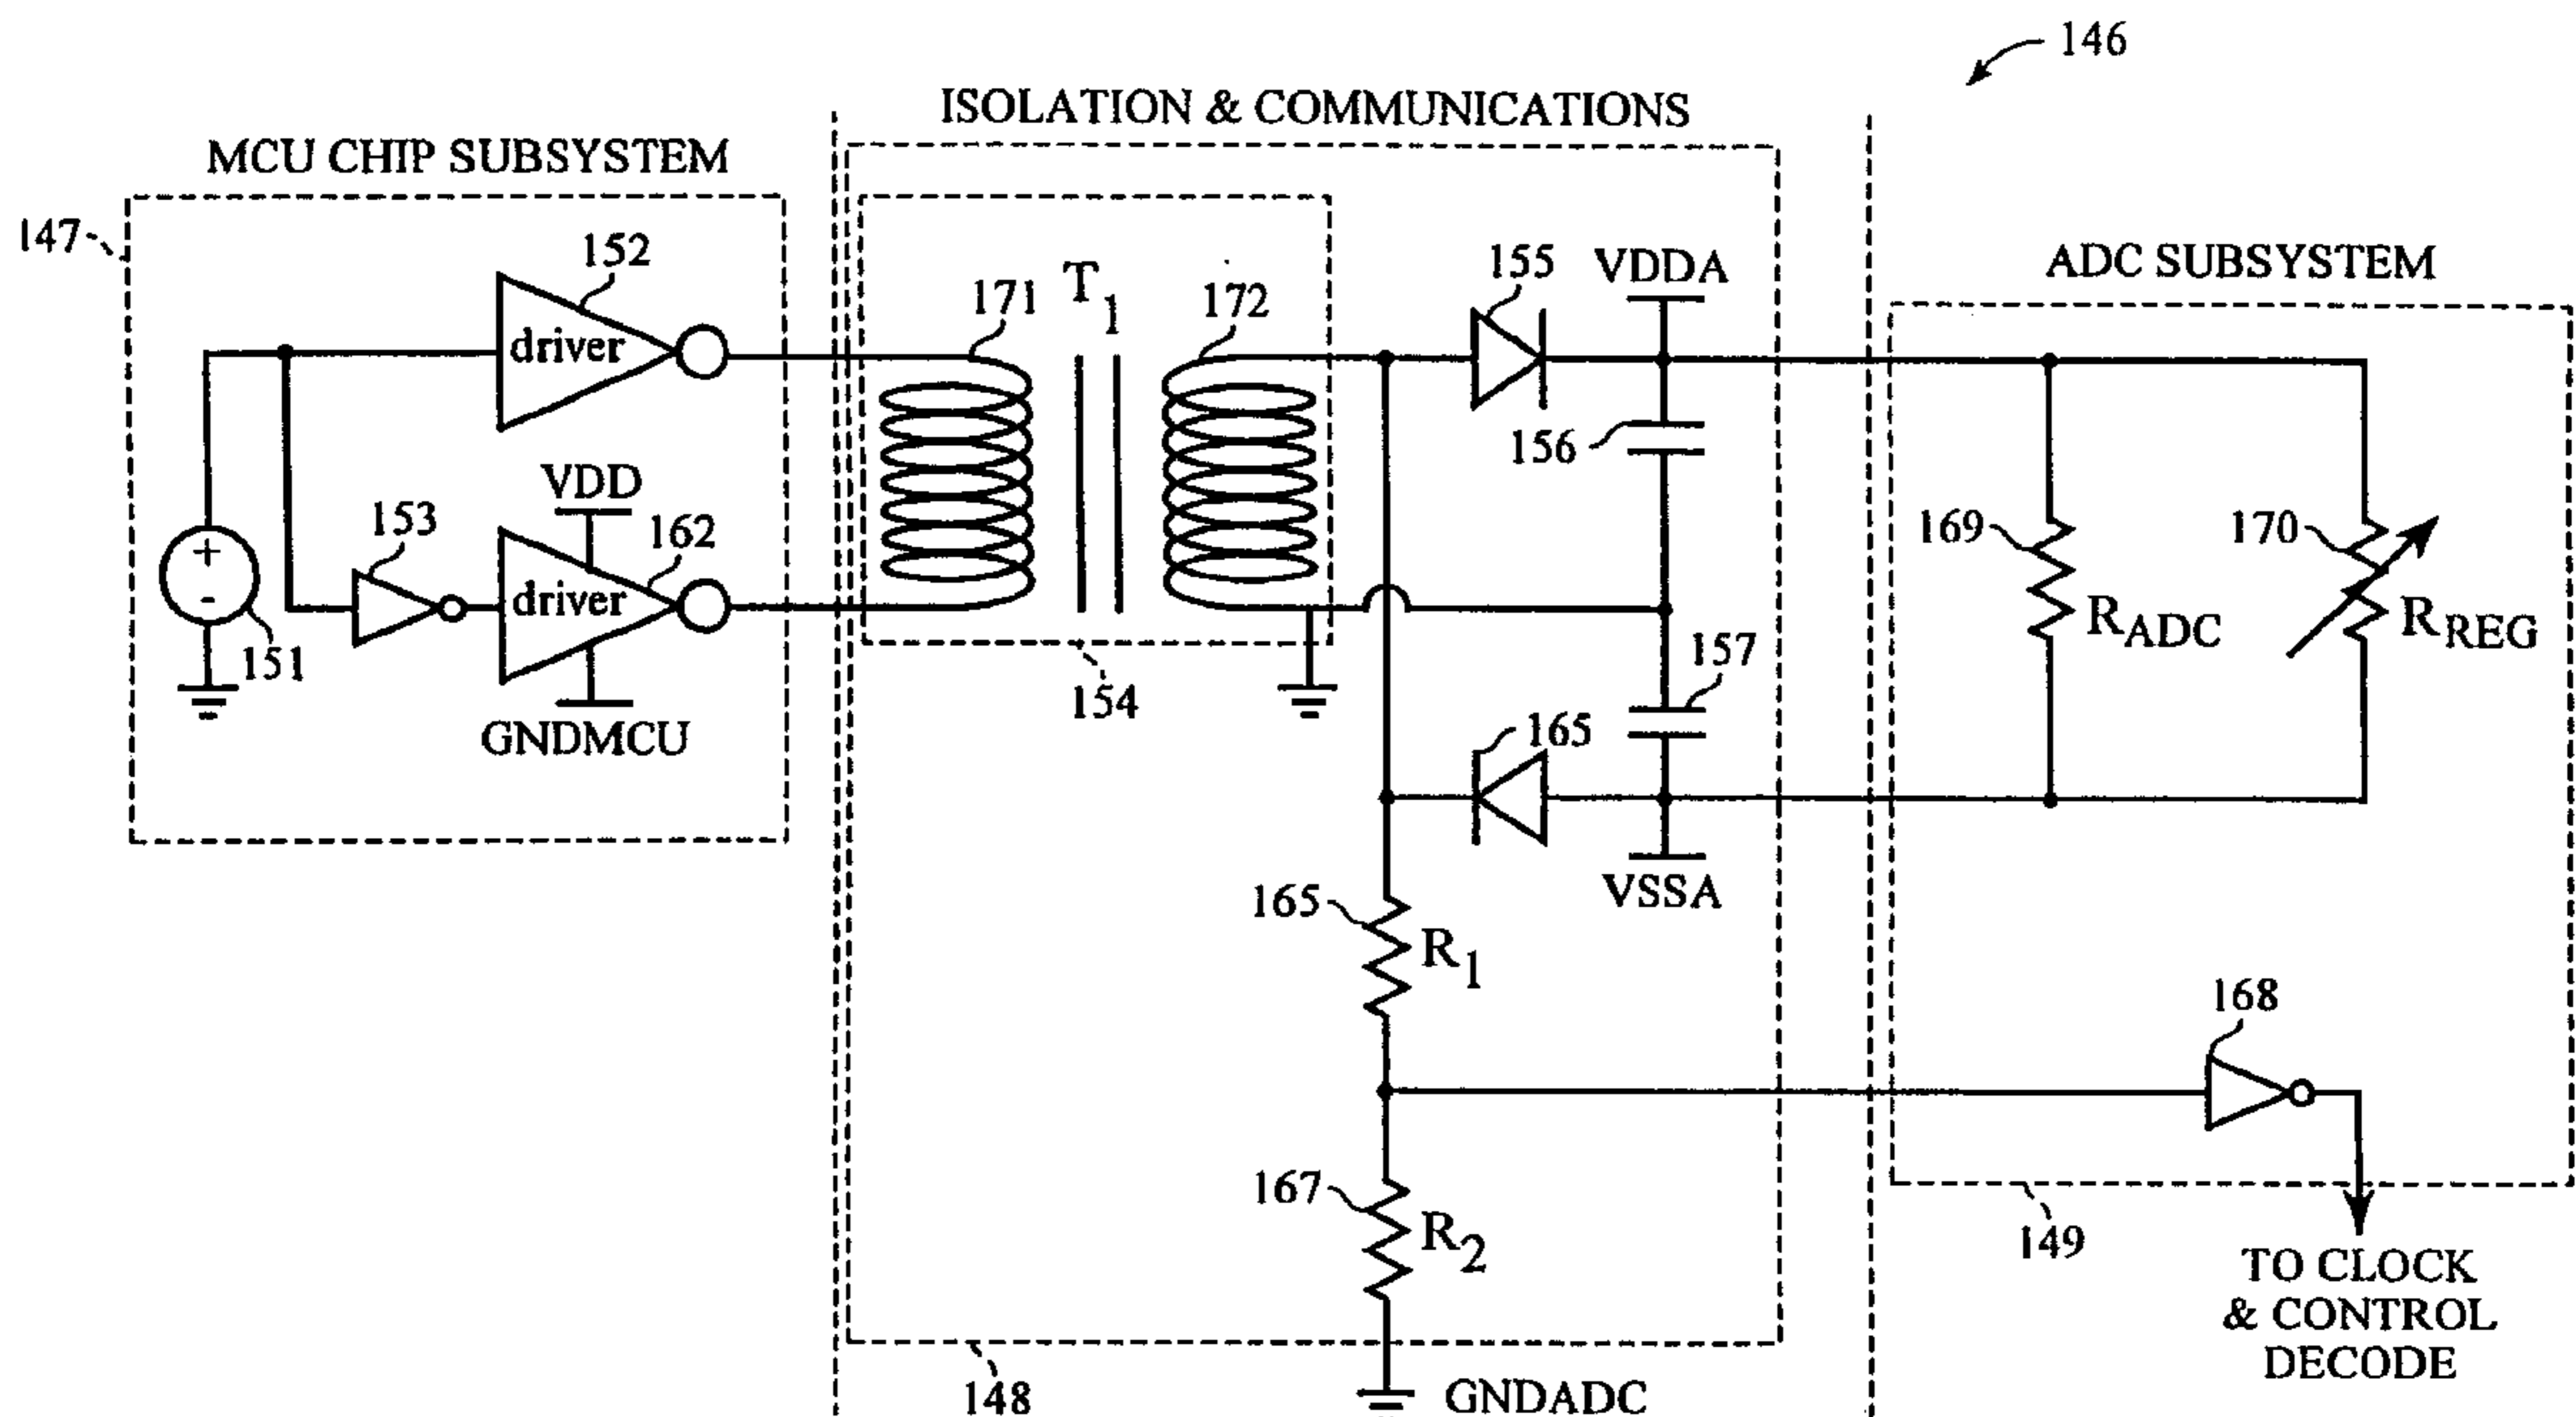 146
ISOLATION & COMMUNICATIONS
MCU CHIP SUBSYSTEM
147
152
driver
VDD
153
162
driver
+
-
151
GNDMCU
171
T1
172
154
155
VDDA
156
157
165
VSSA
165
R1
167
R2
148
GNDADC
ADC SUBSYSTEM
169
RADC
170
RREG
168
149
TO CLOCK
& CONTROL
DECODE